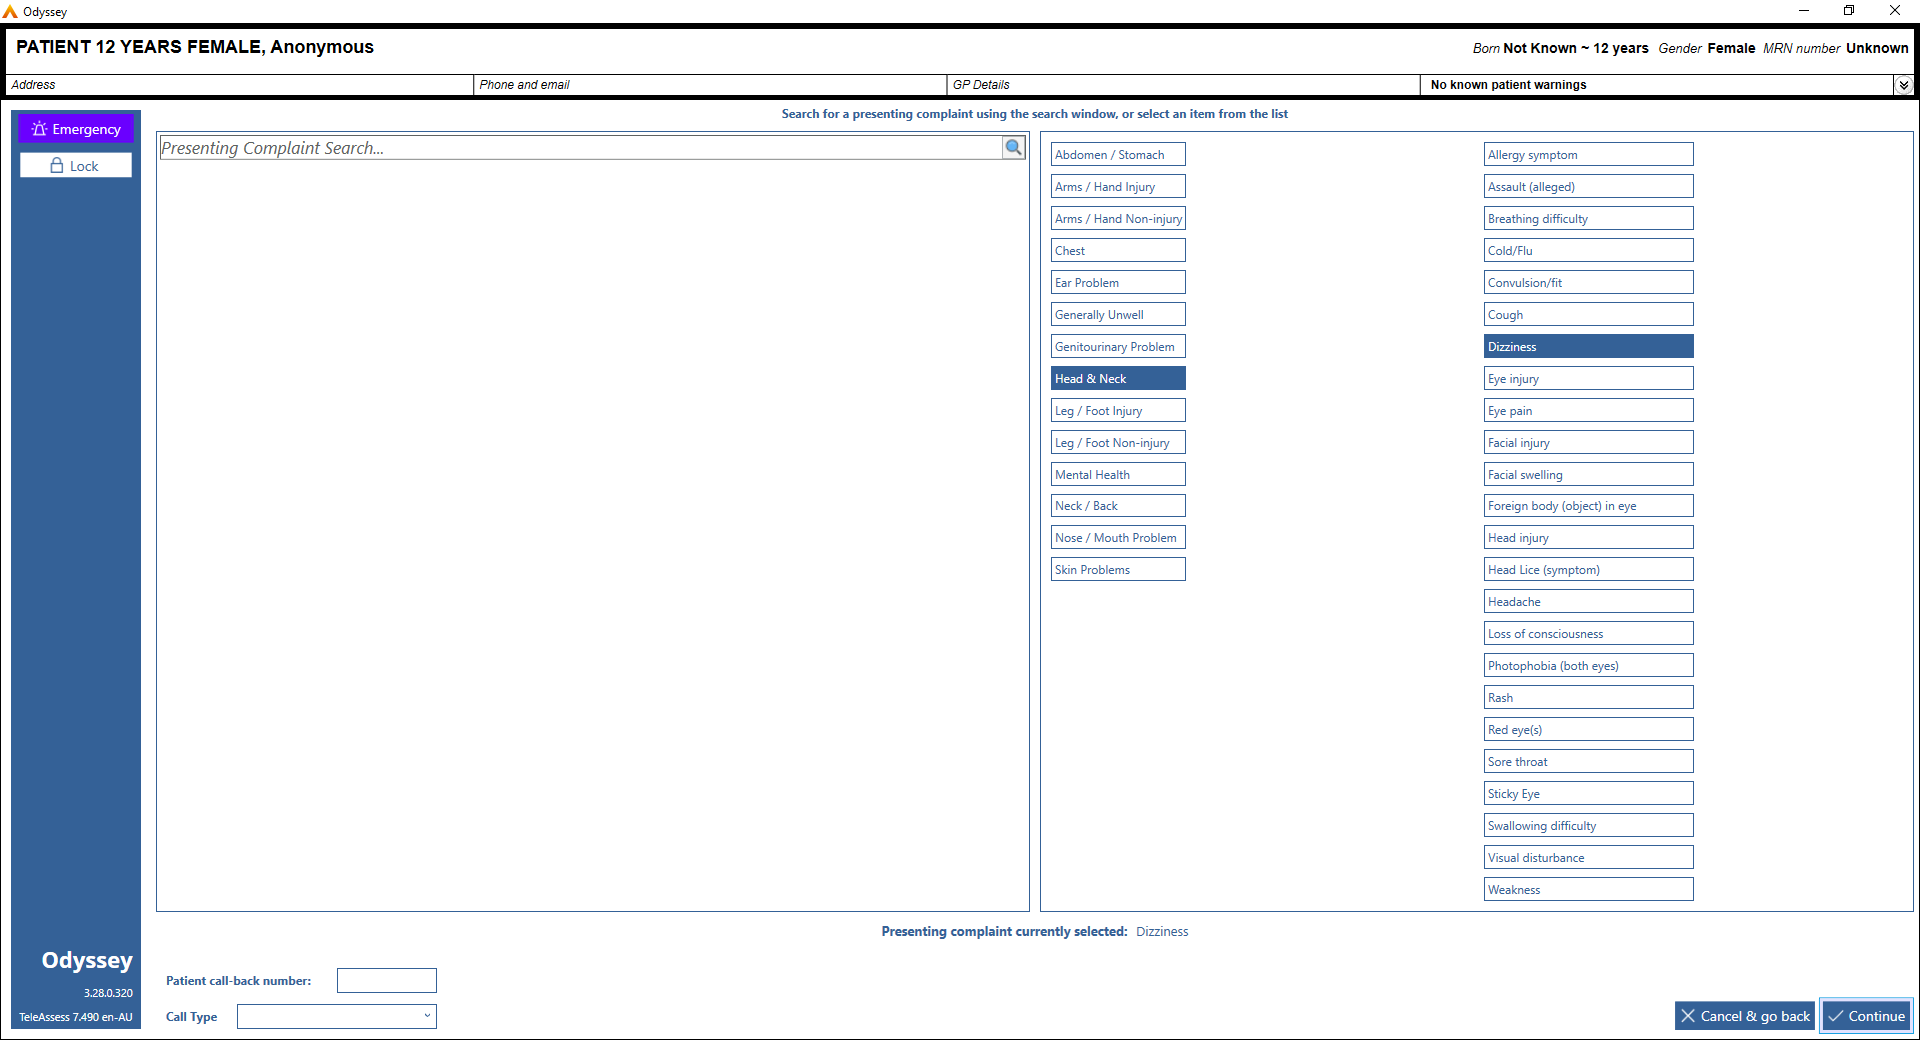 Odyssey
PATIENT 12 YEARS FEMALE, Anonymous
Born Not Known ~ 12 years Gender Female MRN number Unknown
Address
Phone and email
GP Details
No known patient warnings
Emergency
Lock
Search for a presenting complaint using the search window, or select an item from the list
Presenting Complaint Search...
Abdomen / Stomach
Arms / Hand Injury
Arms / Hand Non-injury
Chest
Ear Problem
Generally Unwell
Genitourinary Problem
Head & Neck
Leg / Foot Injury
Leg / Foot Non-injury
Mental Health
Neck / Back
Nose / Mouth Problem
Skin Problems
Allergy symptom
Assault (alleged)
Breathing difficulty
Cold/Flu
Convulsion/fit
Cough
Dizziness
Eye injury
Eye pain
Facial injury
Facial swelling
Foreign body (object) in eye
Head injury
Head Lice (symptom)
Headache
Loss of consciousness
Photophobia (both eyes)
Rash
Red eye(s)
Sore throat
Sticky Eye
Swallowing difficulty
Visual disturbance
Weakness
Presenting complaint currently selected: Dizziness
Odyssey
3.28.0.320
TeleAssess 7.490 en-AU
Patient call-back number:
Call Type
Cancel & go back
Continue